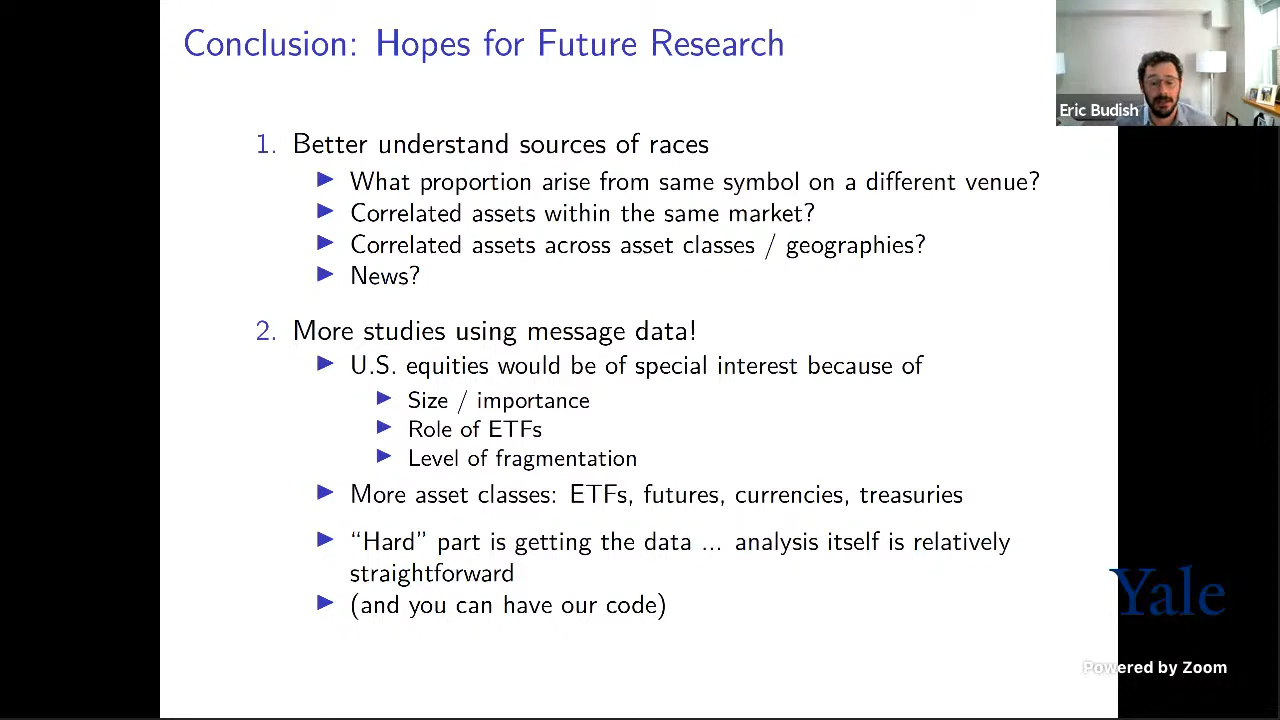 Conclusion: Hopes for Future Research
Eric Budish
1. Better understand sources of races
What proportion arise from same symbol on a different venue?
Correlated assets within the same market?
Correlated assets across asset classes / geographies?
News?
2. More studies using message data!
U.S. equities would be of special interest because of
Size / importance
Role of ETFs
Level of fragmentation
More asset classes: ETFs, futures, currencies, treasuries
“Hard” part is getting the data ... analysis itself is relatively
straightforward
(and you can have our code)
Yale
Powered by Zoom